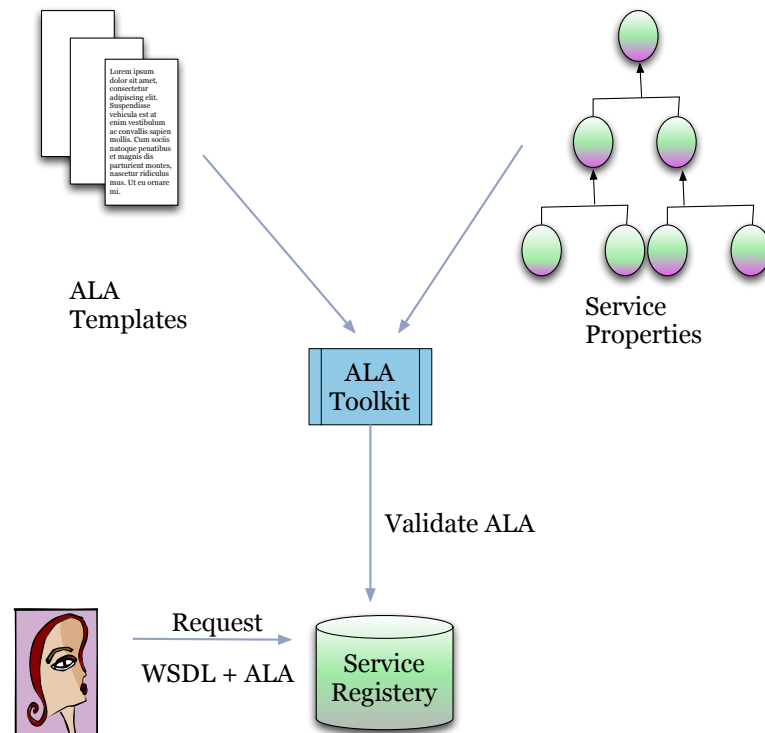 Lorem ipsum
dolor sit amet,
consectetur
adipiscing elit.
Suspendisse
vehicula est at
enim vestibulum
ac convallis sapien
mollis. Cum sociis
natoque penatibus
et magnis dis
parturient montes,
nascetur ridiculus
mus. Ut eu ornare
mi.
ALA
Templates
Service
Properties
ALA
Toolkit
Validate ALA
Request
WSDL + ALA
Service
Registery